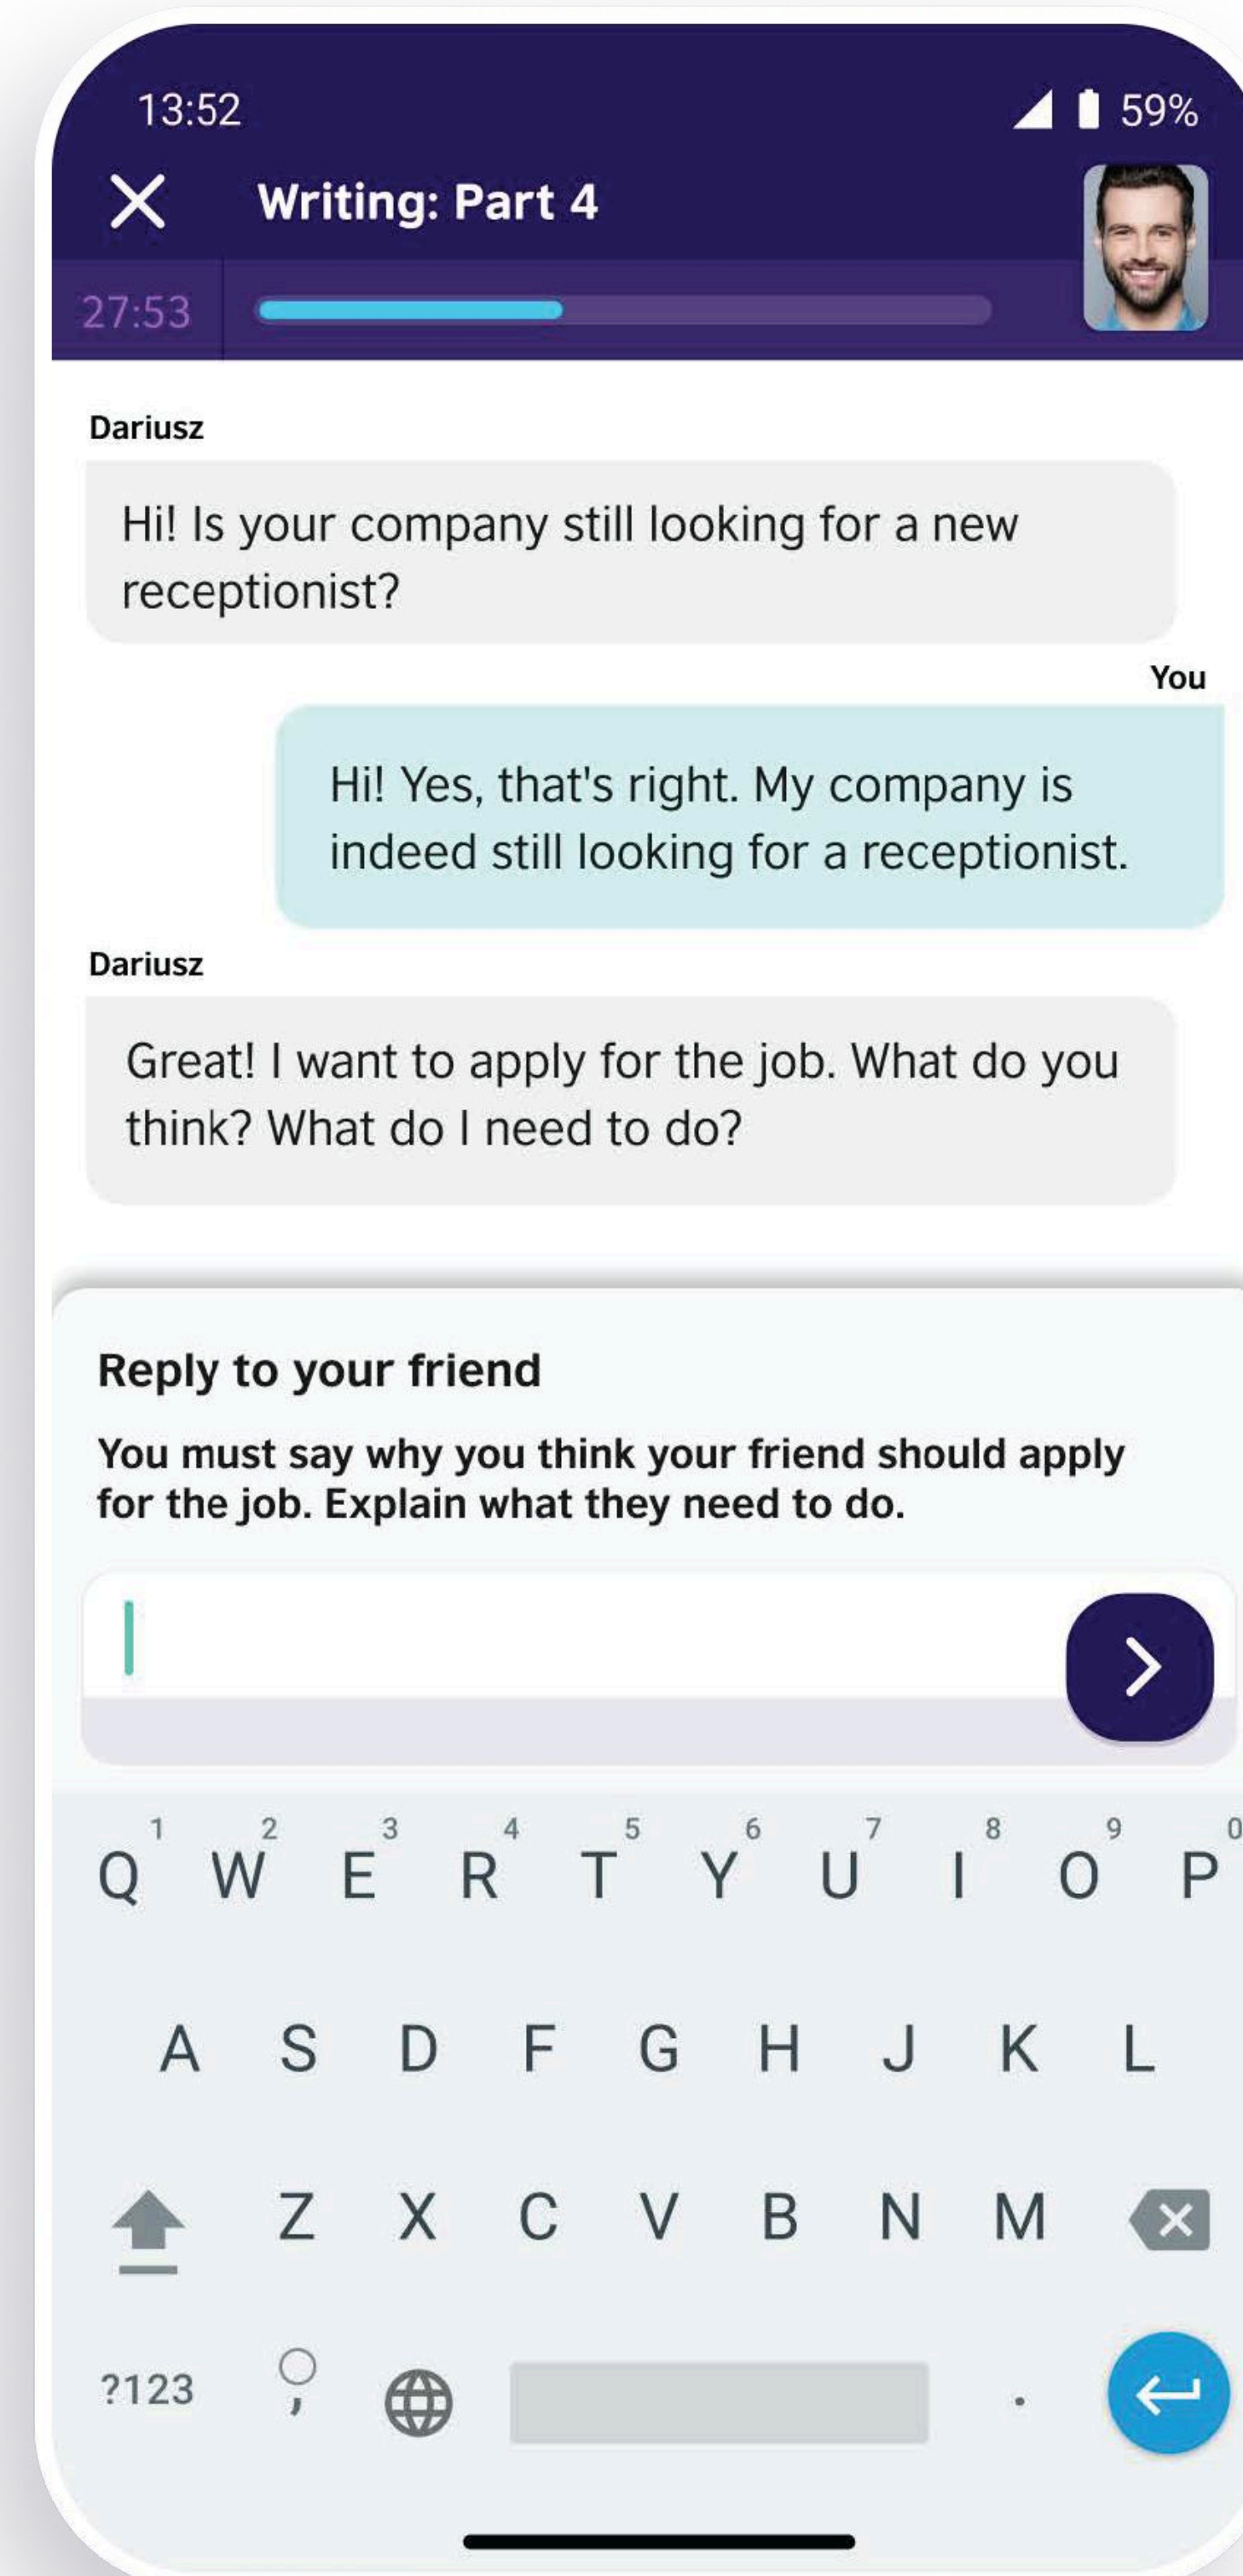 13:52
59%
Writing: Part 4
27:53
Dariusz
Hi! Is your company still looking for a new
receptionist?
You
Hi! Yes, that's right. My company is
indeed still looking for a receptionist.
Dariusz
Great! I want to apply for the job. What do you
think? What do I need to do?
Reply to your friend
You must say why you think your friend should apply
for the job. Explain what they need to do.
1 2 3 4 5 6 7 8 9 0
Q W E R T Y U I O P
A S D F G H J K L
Z X C V B N M
?123 , .